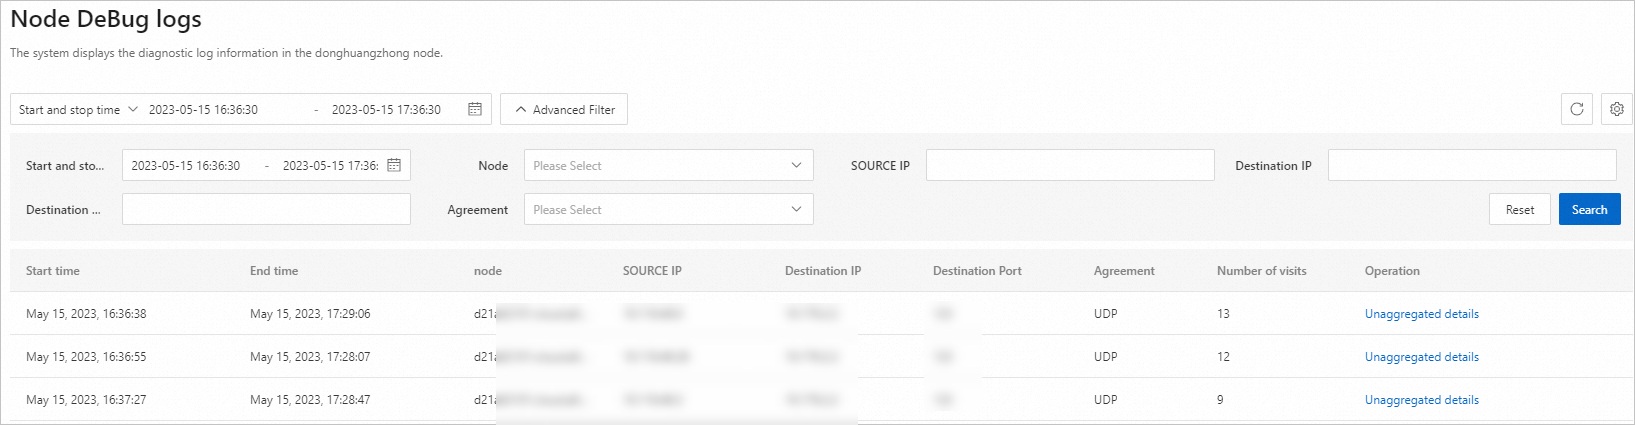 Node DeBug logs
The system displays the diagnostic log information in the donghuangzhong node.
Start and stop time 2023-05-15 16:36:30 - 2023-05-15 17:36:30 Advanced Filter
Start and sto... 2023-05-15 16:36:30 - 2023-05-15 17:36: Node Please Select SOURCE IP Destination IP
Destination ... Agreement Please Select Reset Search
Start time End time node SOURCE IP Destination IP Destination Port Agreement Number of visits Operation
May 15, 2023, 16:36:38 May 15, 2023, 17:29:06 d21a UDP 13 Unaggregated details
May 15, 2023, 16:36:55 May 15, 2023, 17:28:07 d21a UDP 12 Unaggregated details
May 15, 2023, 16:37:27 May 15, 2023, 17:28:47 d21a UDP 9 Unaggregated details